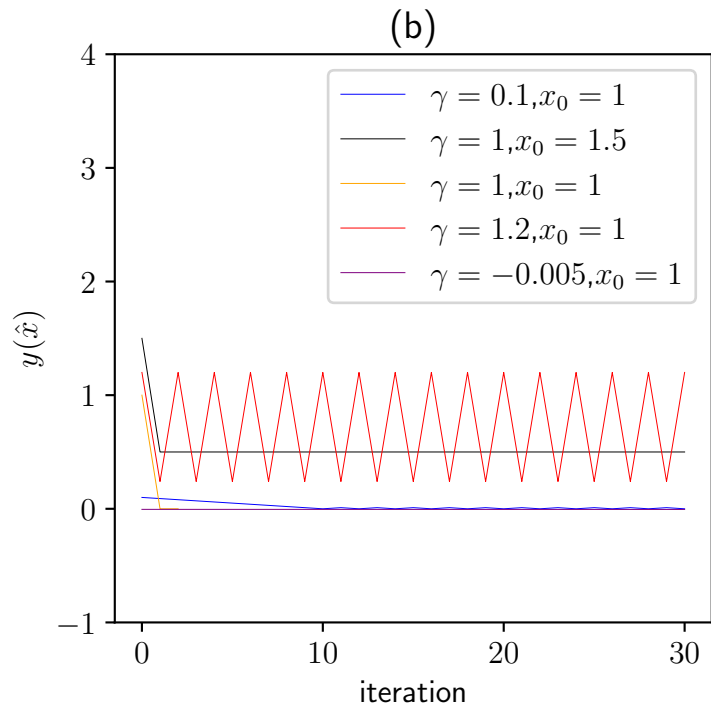 (b)
4
3
2
1
0
−1
y(x̂)
γ = 0.1,x₀ = 1
γ = 1,x₀ = 1.5
γ = 1,x₀ = 1
γ = 1.2,x₀ = 1
γ = −0.005,x₀ = 1
0 10 20 30
iteration